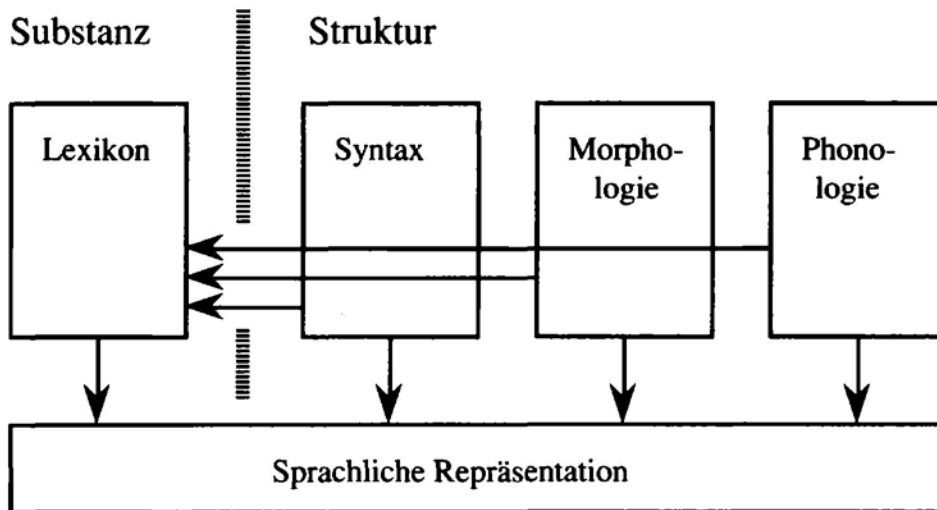 Substanz
Struktur
Lexikon
Syntax
Morpho-
logie
Phono-
logie
Sprachliche Repräsentation